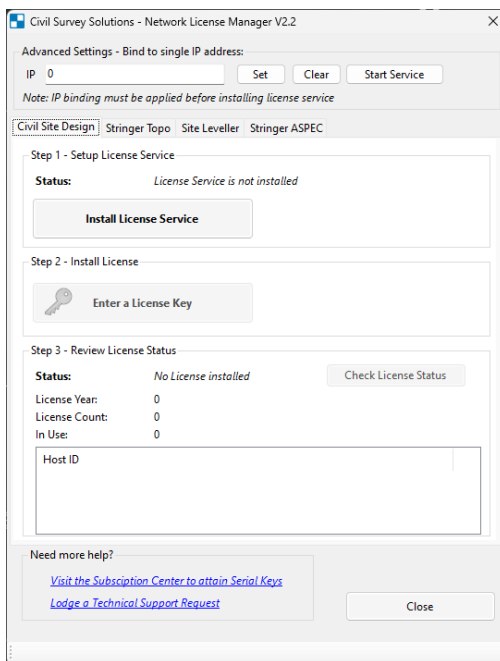 Civil Survey Solutions - Network License Manager V2.2
Advanced Settings - Bind to single IP address:
IP 0 Set Clear Start Service
Note: IP binding must be applied before installing license service
Civil Site Design Stringer Topo Site Leveller Stringer ASPEC
Step 1 - Setup License Service
Status: License Service is not installed
Install License Service
Step 2 - Install License
Enter a License Key
Step 3 - Review License Status
Status: No License installed Check License Status
License Year: 0
License Count: 0
In Use: 0
Host ID
Need more help?
Visit the Subsciption Center to attain Serial Keys
Lodge a Technical Support Request
Close